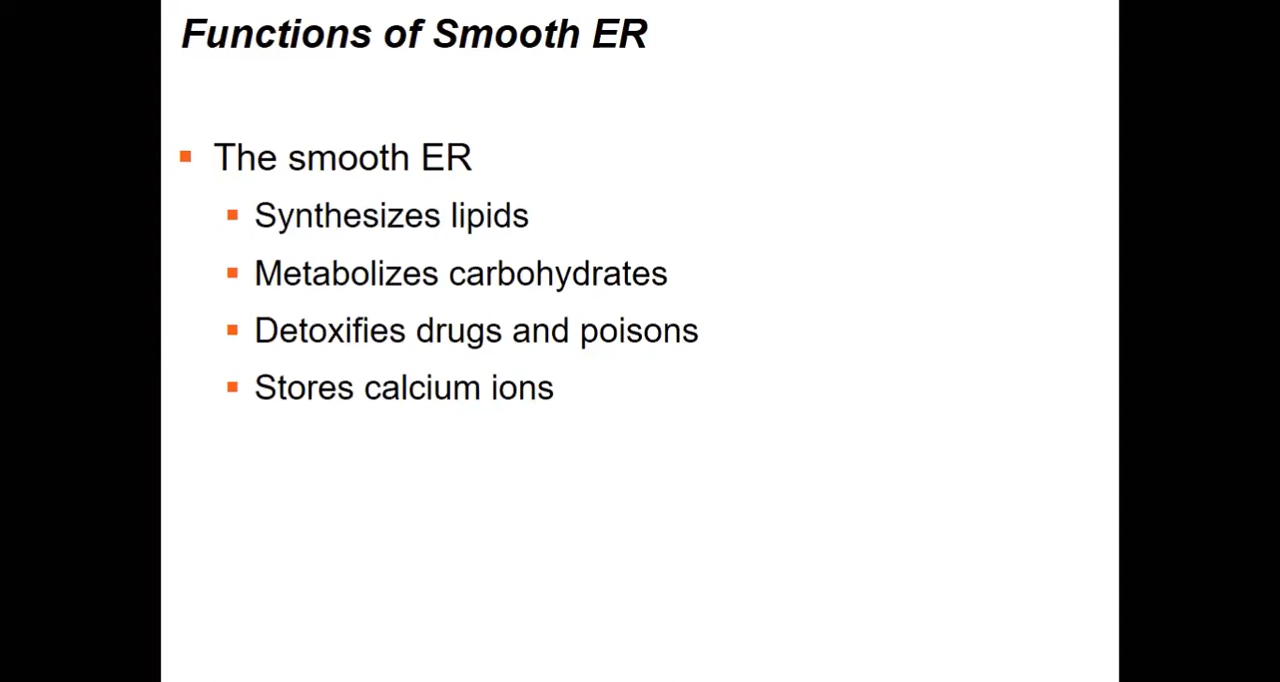 Functions of Smooth ER
The smooth ER
Synthesizes lipids
Metabolizes carbohydrates
Detoxifies drugs and poisons
Stores calcium ions